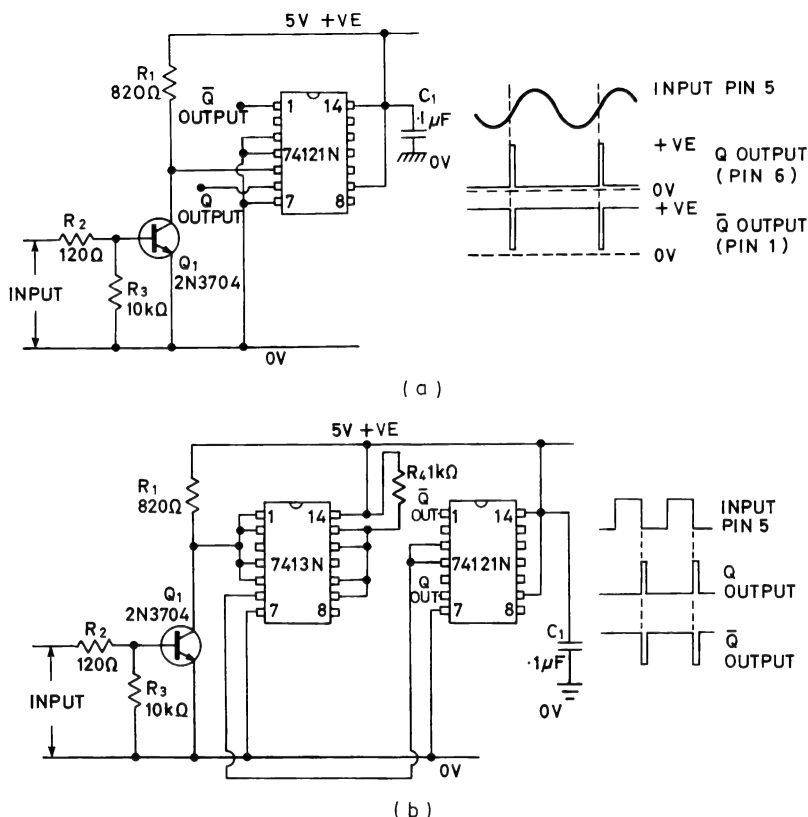 5V +VE
R1
820Ω
Q̄
OUTPUT
1 14
C1
·1µF
0V
74121N
Q
OUTPUT
7 8
R2
120Ω
Q1
2N3704
INPUT
R3
10kΩ
0V
INPUT PIN 5
+VE Q OUTPUT
0V (PIN 6)
+VE Q̄ OUTPUT
0V (PIN 1)
(a)
5V +VE
R1
820Ω
R4 1kΩ
Q̄
OUT
1 14
7413N
7 8
1 14
74121N
Q
OUT
7 8
Q1
2N3704
R2
120Ω
R3
10kΩ
INPUT
C1
·1µF
0V
0V
INPUT
PIN 5
Q
OUTPUT
Q̄
OUTPUT
(b)